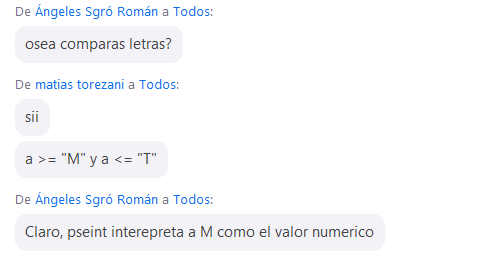 De Ángeles Sgró Román a Todos:
osea comparas letras?
De matias torezani a Todos:
sii
a >= "M" y a <= "T"
De Ángeles Sgró Román a Todos:
Claro, pseint interepreta a M como el valor numerico